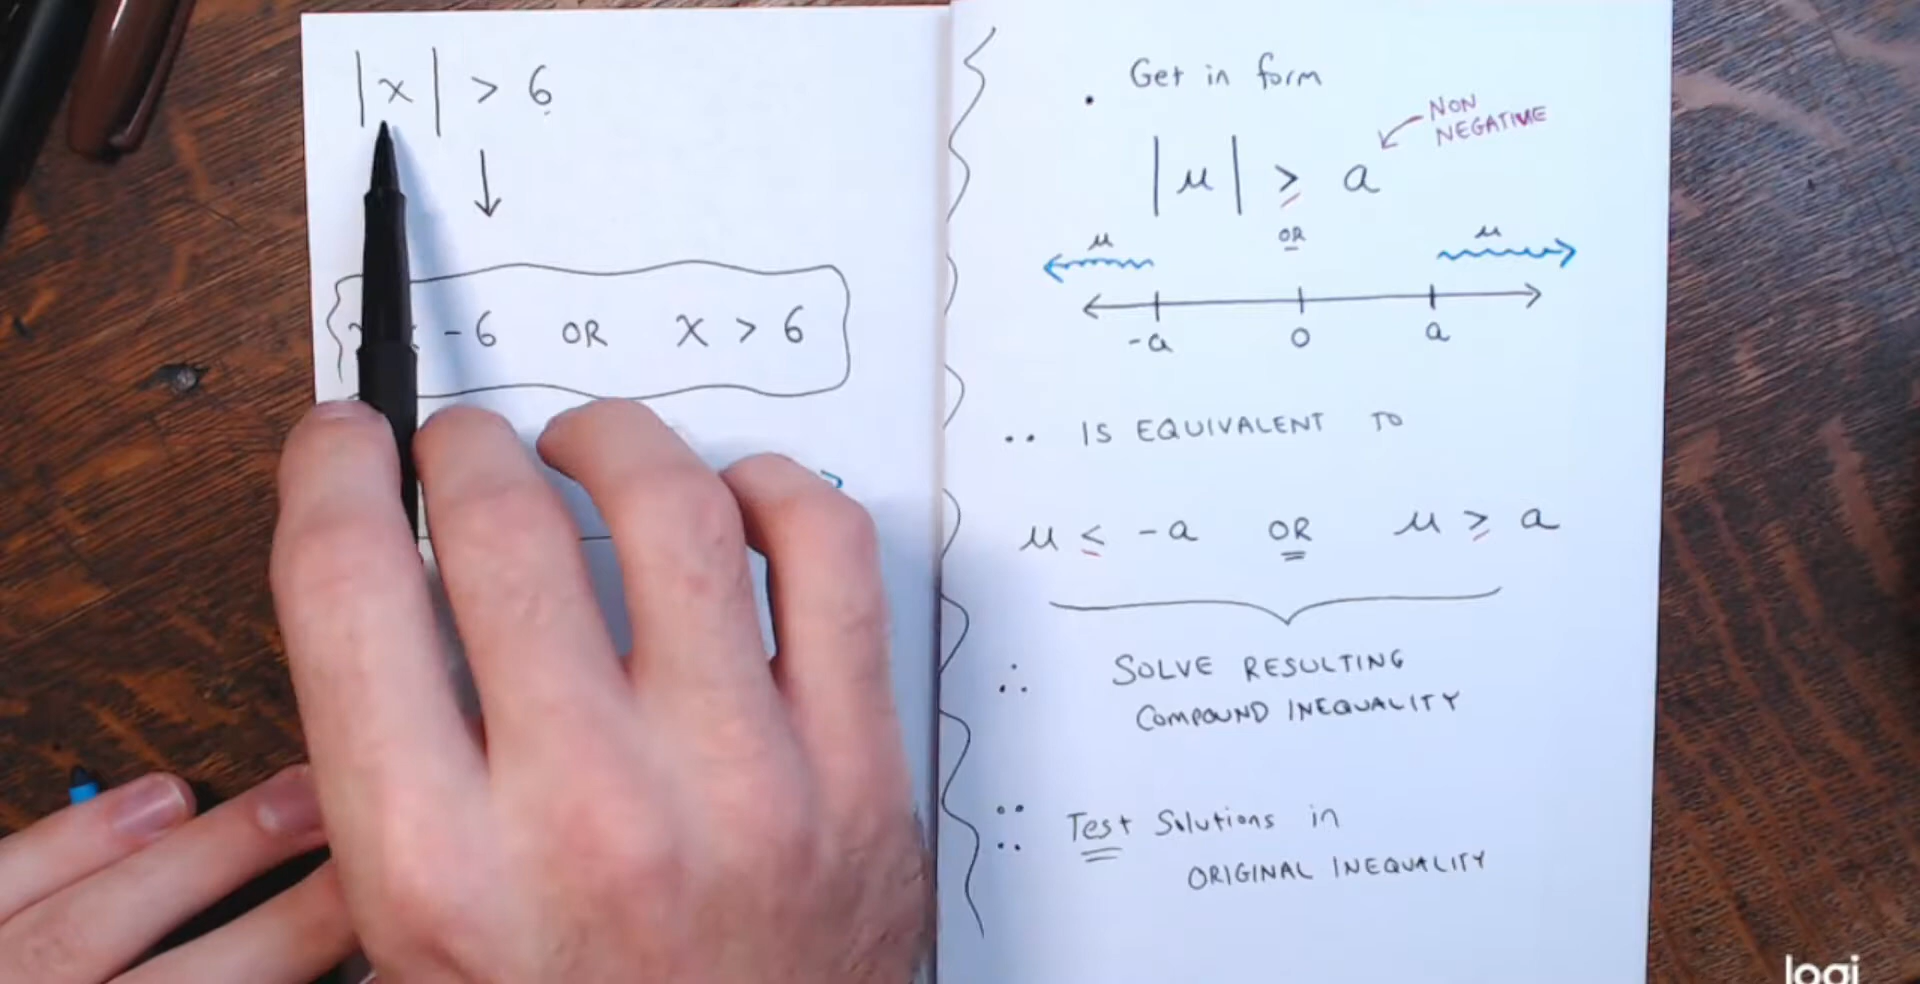 |x| > 6
- 6 OR x > 6
Get in form
NON
NEGATIVE
|u| ≥ a
OR
u u
-a 0 a
IS EQUIVALENT TO
u ≤ -a OR u ≥ a
SOLVE RESULTING
COMPOUND INEQUALITY
Test Solutions in
ORIGINAL INEQUALITY
logi